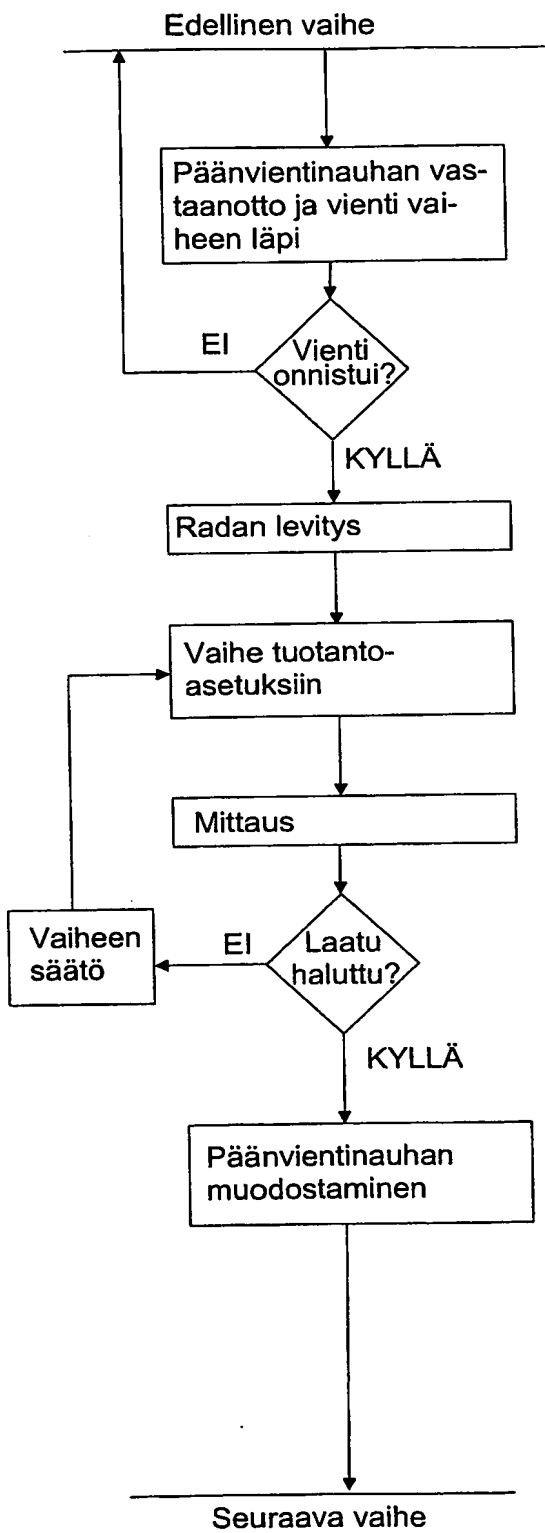 Edellinen vaihe
Päänvientinauhan vas-
taanotto ja vienti vai-
heen läpi
EI
Vienti
onnistui?
KYLLÄ
Radan levitys
Vaihe tuotanto-
asetuksiin
Mittaus
Vaiheen
säätö
EI
Laatu
haluttu?
KYLLÄ
Päänvientinauhan
muodostaminen
Seuraava vaihe